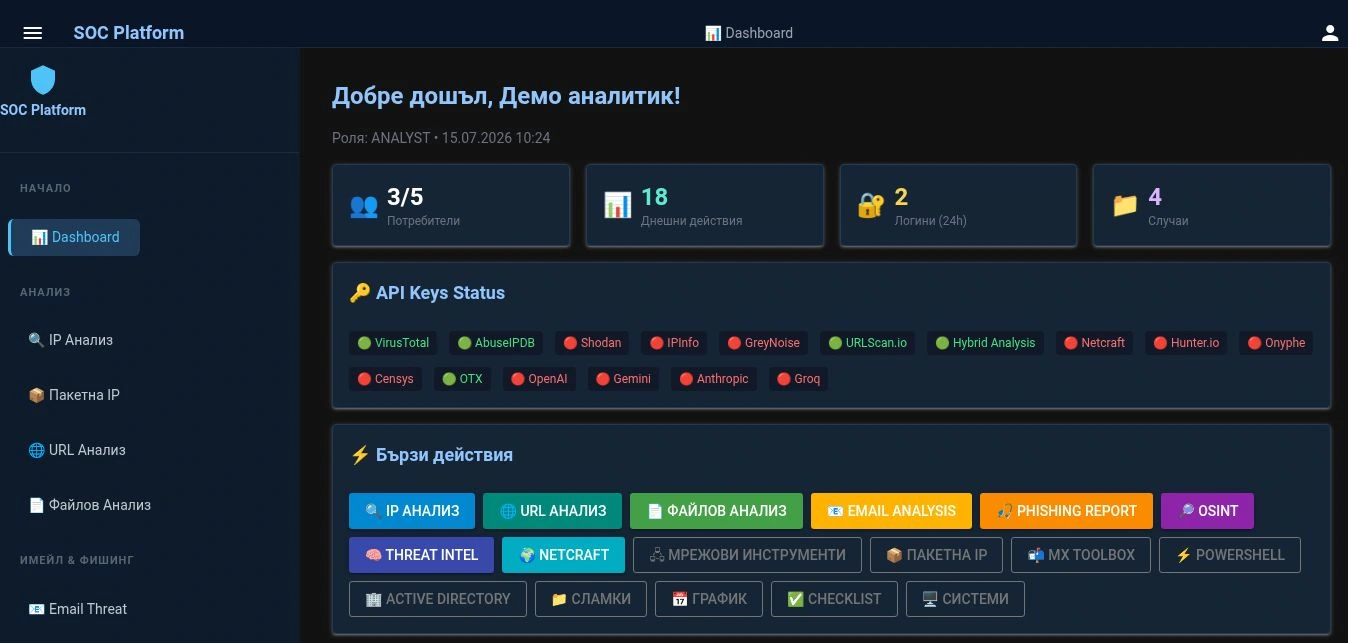 SOC Platform
📊 Dashboard
SOC Platform
НАЧАЛО
📊 Dashboard
АНАЛИЗ
🔍 IP Анализ
📦 Пакетна IP
🌐 URL Анализ
📄 Файлов Анализ
ИМЕЙЛ & ФИШИНГ
📧 Email Threat
Добре дошъл, Демо аналитик!
Роля: ANALYST • 15.07.2026 10:24
👥 3/5
Потребители
📊 18
Днешни действия
🔐 2
Логини (24h)
📁 4
Случаи
🔑 API Keys Status
🟢 VirusTotal 🟢 AbuseIPDB 🔴 Shodan 🔴 IPInfo 🔴 GreyNoise 🟢 URLScan.io 🟢 Hybrid Analysis 🔴 Netcraft 🔴 Hunter.io 🔴 Onyphe
🔴 Censys 🟢 OTX 🔴 OpenAI 🔴 Gemini 🔴 Anthropic 🔴 Groq
⚡ Бързи действия
🔍 IP АНАЛИЗ 🌐 URL АНАЛИЗ 📄 ФАЙЛОВ АНАЛИЗ 📧 EMAIL ANALYSIS 🎣 PHISHING REPORT 🔎 OSINT
🧠 THREAT INTEL 🌍 NETCRAFT 🖧 МРЕЖОВИ ИНСТРУМЕНТИ 📦 ПАКЕТНА IP 📬 MX TOOLBOX ⚡ POWERSHELL
🏢 ACTIVE DIRECTORY 📁 СЛАМКИ 📅 ГРАФИК ✅ CHECKLIST 🖥️ СИСТЕМИ